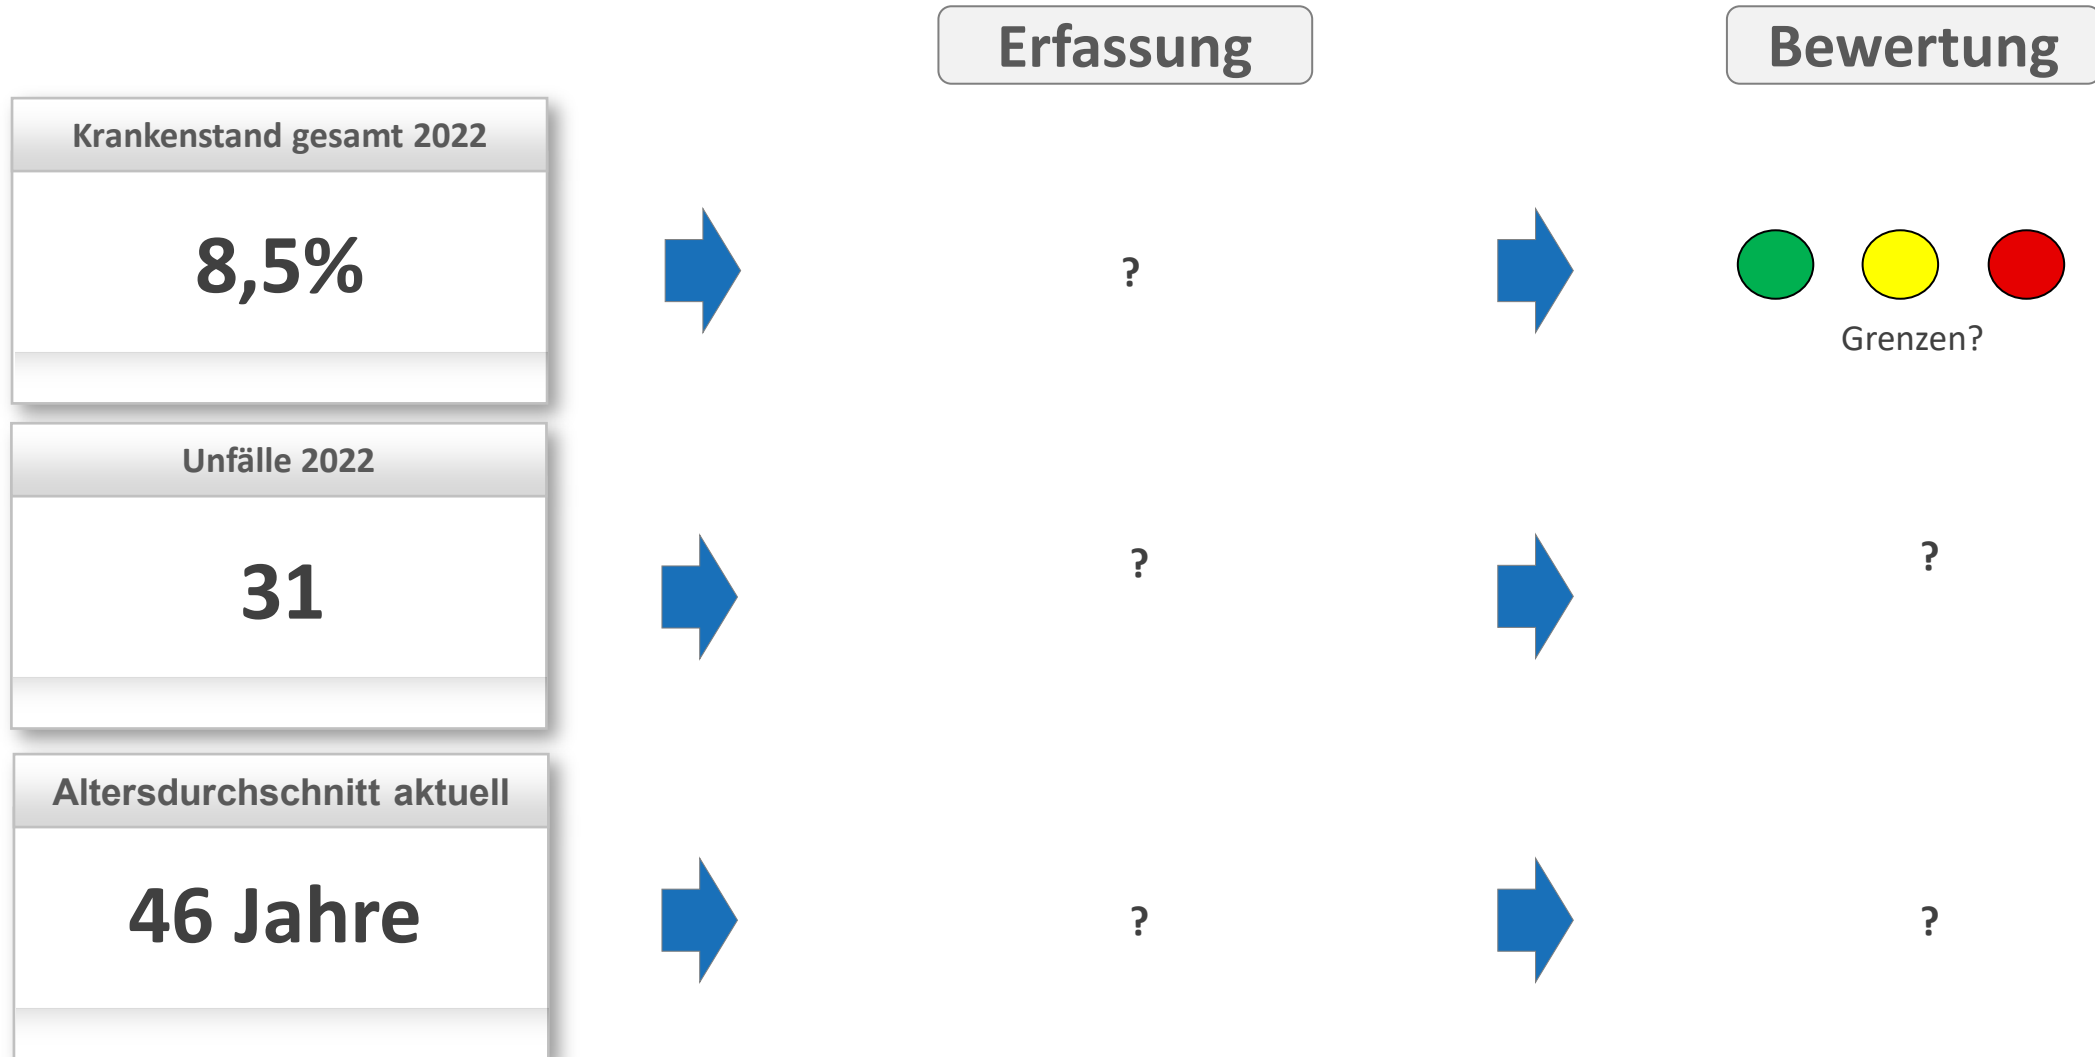 Erfassung
Bewertung
Krankenstand gesamt 2022
8,5%
?
Grenzen?
Unfälle 2022
31
?
?
Altersdurchschnitt aktuell
46 Jahre
?
?